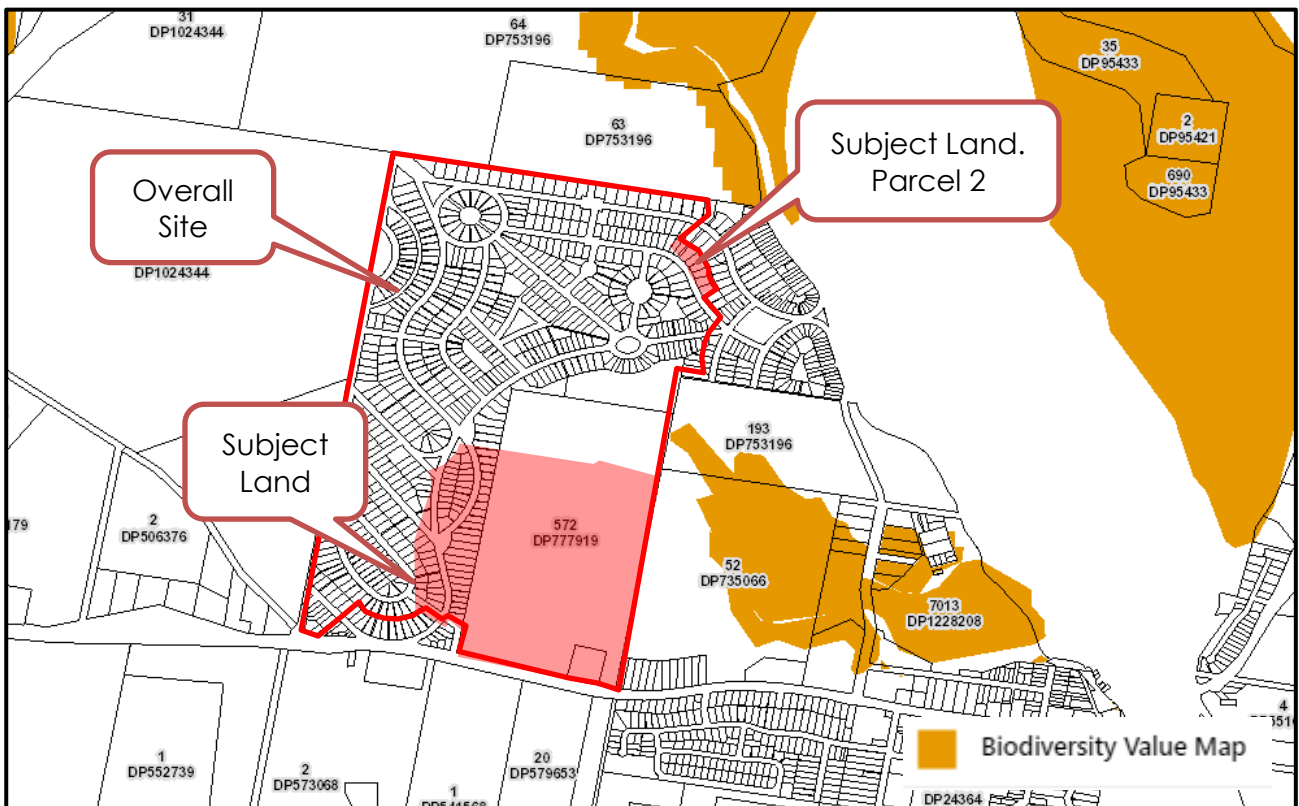 31
DP1024344
64
DP753196
35
DP95433
2
DP95421
690
DP95433
63
DP753196
Subject Land.
Parcel 2
Overall
Site
DP1024344
193
DP753196
Subject
Land
179
2
DP506376
572
DP777919
52
DP735066
7013
DP1228208
1
DP552739
2
DP573068
1
20
DP579653
4
Biodiversity Value Map
DP24364